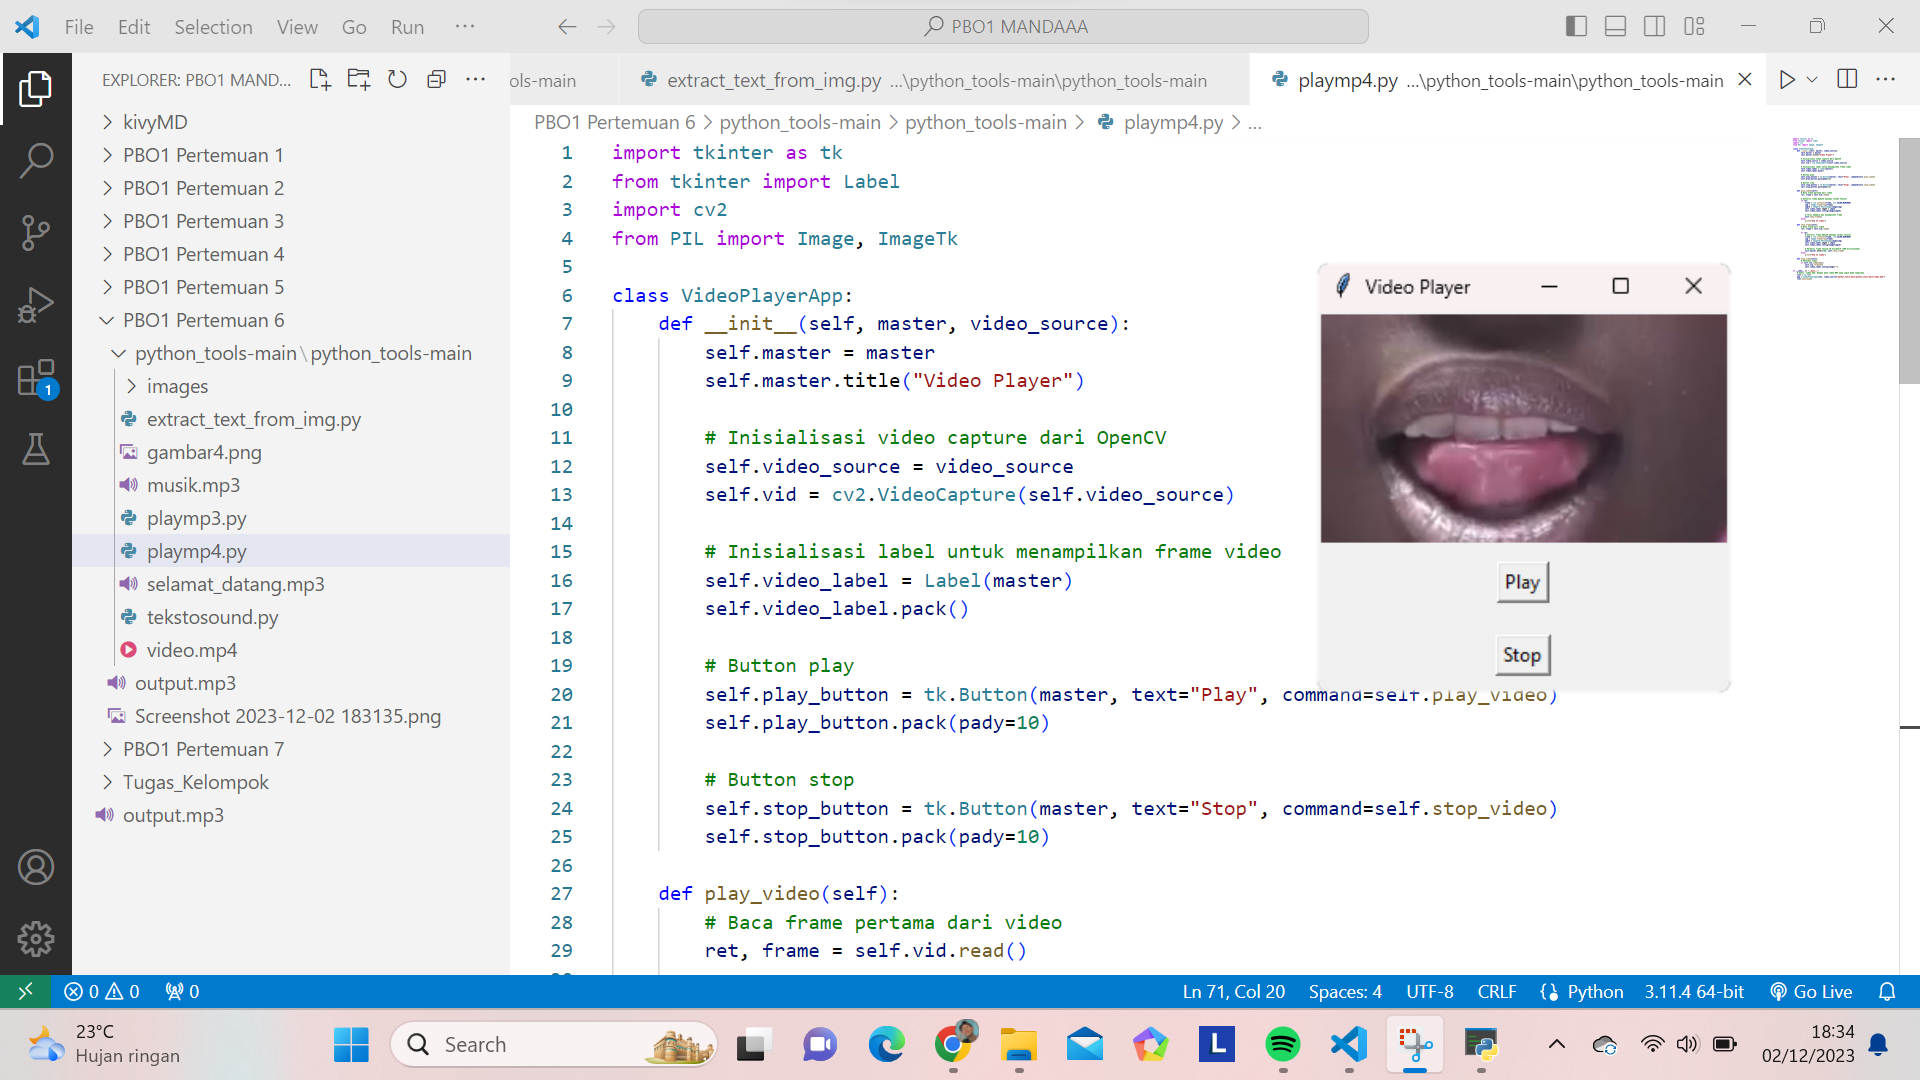 File Edit Selection View Go Run ...
PBO1 MANDAAA
EXPLORER: PBO1 MAND...
ols-main
extract_text_from_img.py ...\python_tools-main\python_tools-main
playmp4.py ...\python_tools-main\python_tools-main
PBO1 Pertemuan 6 > python_tools-main > python_tools-main > playmp4.py > ...
kivyMD
PBO1 Pertemuan 1
PBO1 Pertemuan 2
PBO1 Pertemuan 3
PBO1 Pertemuan 4
PBO1 Pertemuan 5
PBO1 Pertemuan 6
python_tools-main\python_tools-main
images
extract_text_from_img.py
gambar4.png
musik.mp3
playmp3.py
playmp4.py
selamat_datang.mp3
tekstosound.py
video.mp4
output.mp3
Screenshot 2023-12-02 183135.png
PBO1 Pertemuan 7
Tugas_Kelompok
output.mp3
1
1 import tkinter as tk
2 from tkinter import Label
3 import cv2
4 from PIL import Image, ImageTk
5
6 class VideoPlayerApp:
7 def __init__(self, master, video_source):
8 self.master = master
9 self.master.title("Video Player")
10
11 # Inisialisasi video capture dari OpenCV
12 self.video_source = video_source
13 self.vid = cv2.VideoCapture(self.video_source)
14
15 # Inisialisasi label untuk menampilkan frame video
16 self.video_label = Label(master)
17 self.video_label.pack()
18
19 # Button play
20 self.play_button = tk.Button(master, text="Play", command=self.play_video)
21 self.play_button.pack(pady=10)
22
23 # Button stop
24 self.stop_button = tk.Button(master, text="Stop", command=self.stop_video)
25 self.stop_button.pack(pady=10)
26
27 def play_video(self):
28 # Baca frame pertama dari video
29 ret, frame = self.vid.read()
Video Player
Play
Stop
0 0 0
Ln 71, Col 20 Spaces: 4 UTF-8 CRLF Python 3.11.4 64-bit Go Live
23°C
Hujan ringan
Search
L
18:34
02/12/2023